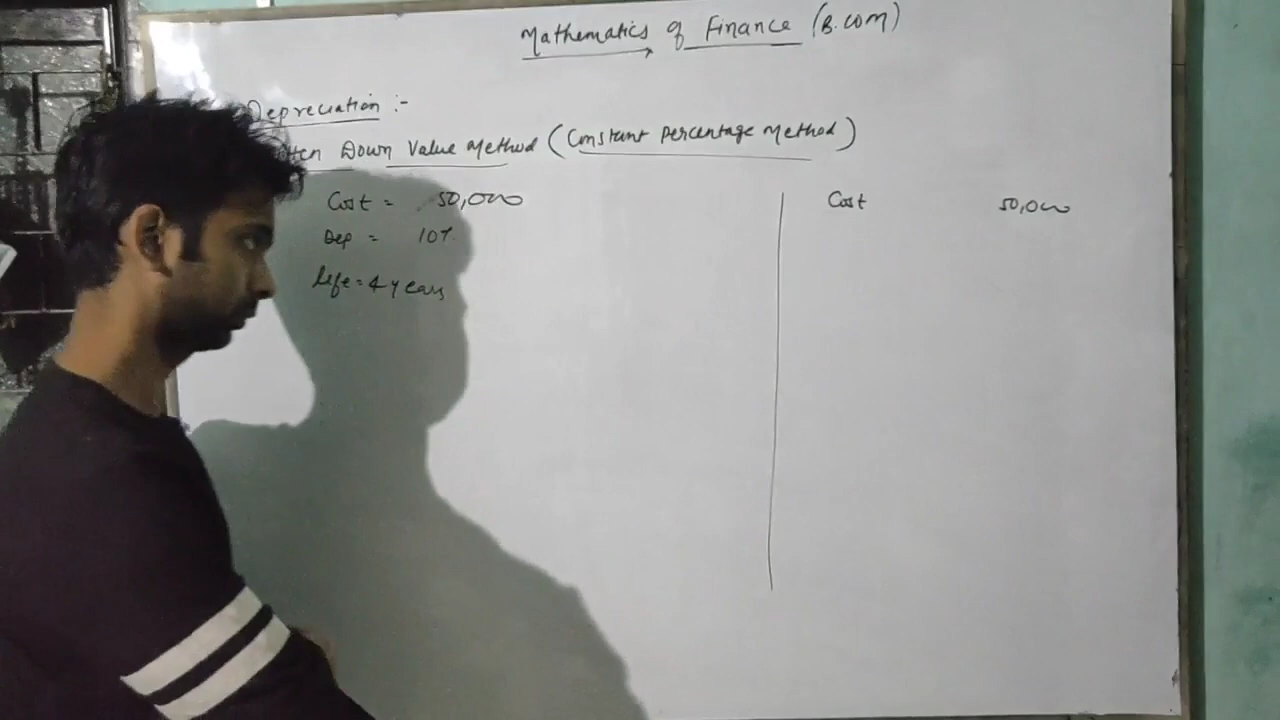 Mathematics of Finance (B.com)
Depreciation :-
tten Down Value Method (Constant Percentage Method)
Cost = 50,000
Dep = 10%
Life = 4 years
Cost 50,000